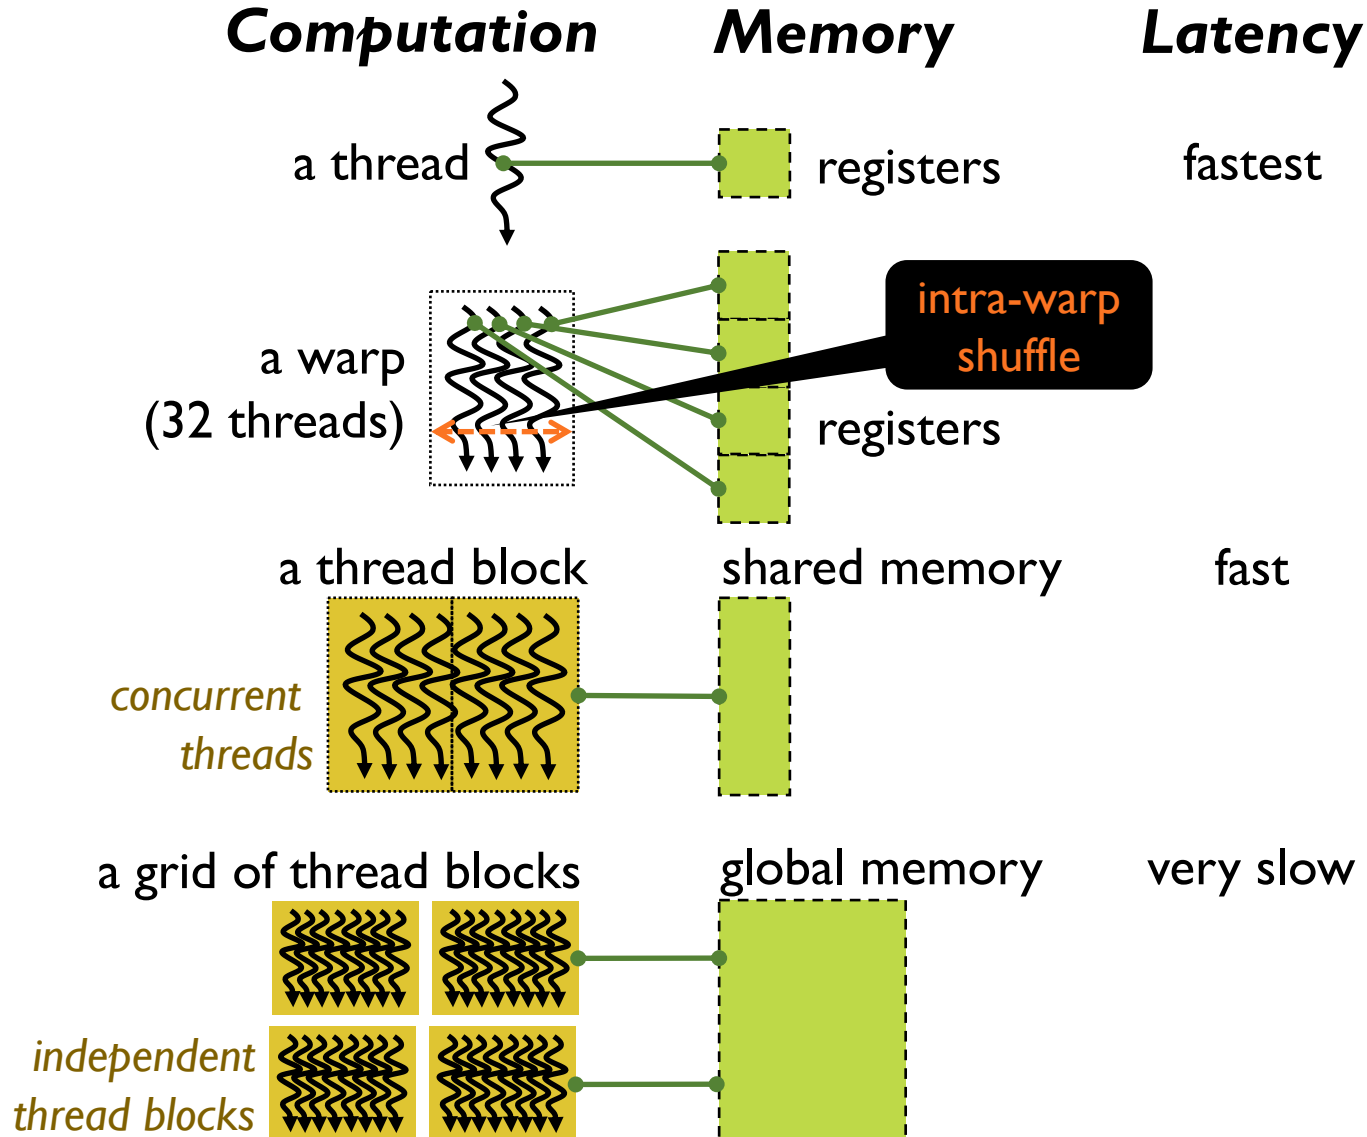 Computation Memory Latency
a thread registers fastest
intra-warp
shuffle
a warp
(32 threads) registers
a thread block shared memory fast
concurrent
threads
a grid of thread blocks global memory very slow
independent
thread blocks